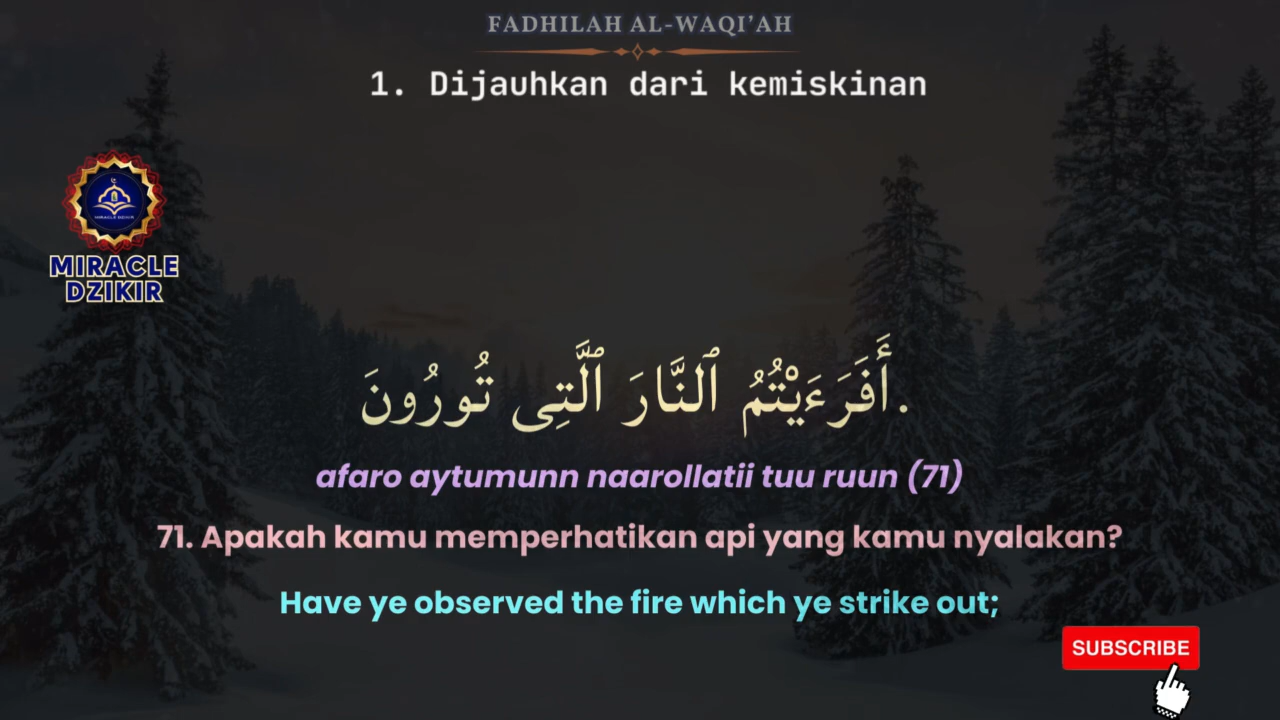 FADHILAH AL-WAQI'AH
1. Dijauhkan dari kemiskinan
MIRACLE
DZIKIR
أَفَرَءَيْتُمُ ٱلنَّارَ ٱلَّتِى تُورُونَ.
afaro aytumunn naarollatii tuu ruun (71)
71. Apakah kamu memperhatikan api yang kamu nyalakan?
Have ye observed the fire which ye strike out;
SUBSCRIBE